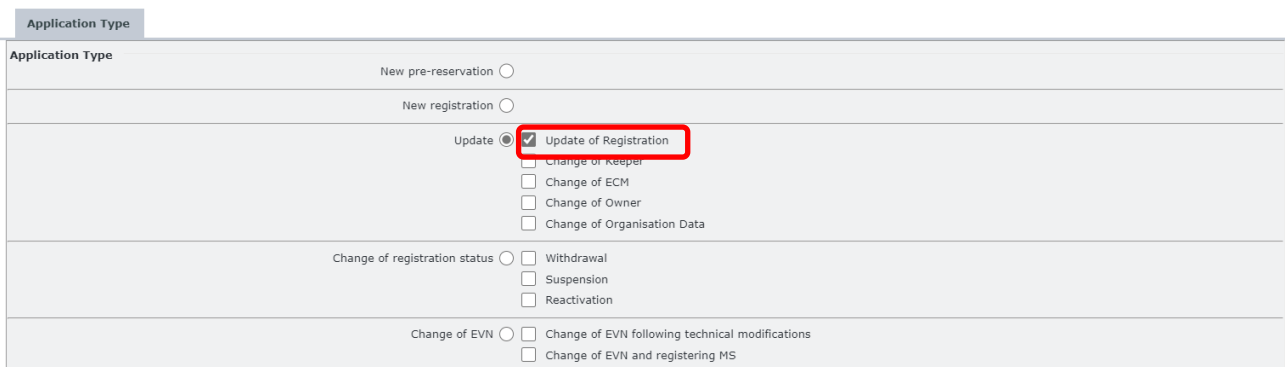 Application Type
Application Type
New pre-reservation
New registration
Update Update of Registration
Change of Keeper
Change of ECM
Change of Owner
Change of Organisation Data
Change of registration status Withdrawal
Suspension
Reactivation
Change of EVN Change of EVN following technical modifications
Change of EVN and registering MS